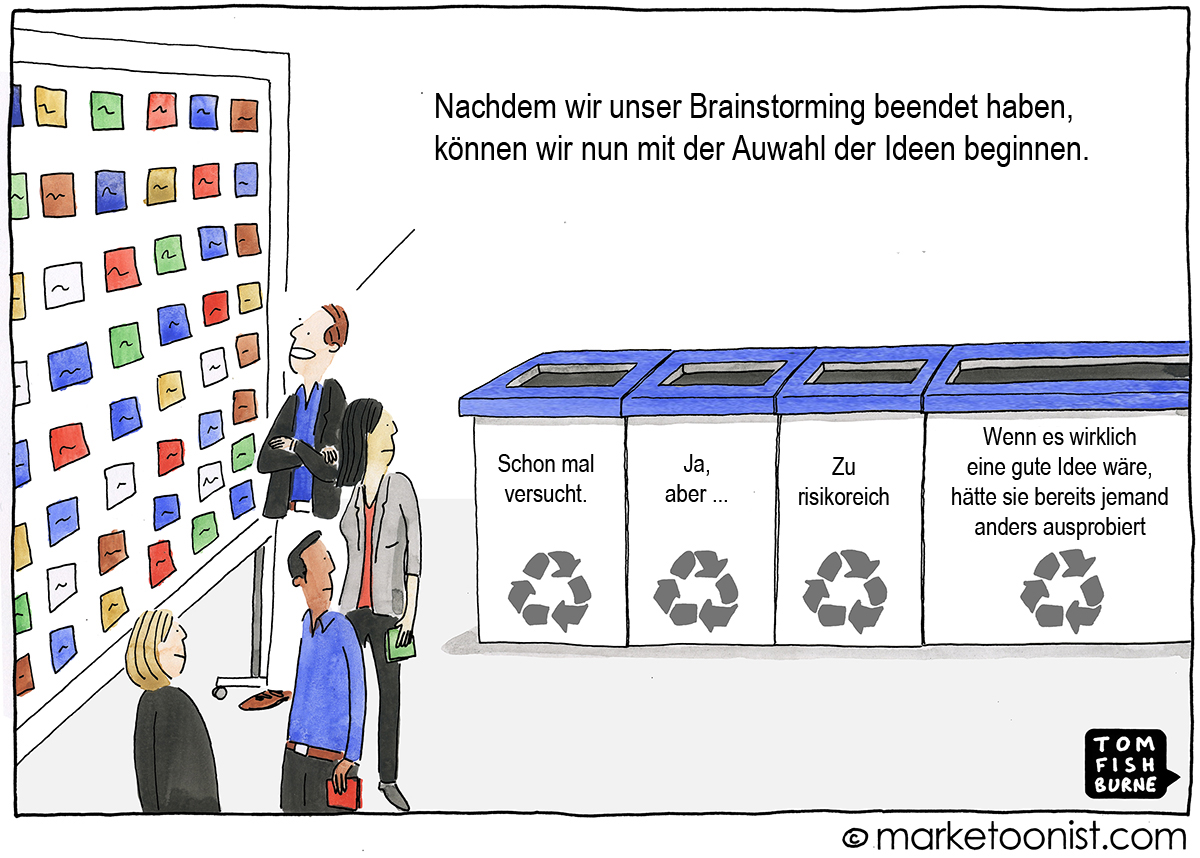 Nachdem wir unser Brainstorming beendet haben,
können wir nun mit der Auwahl der Ideen beginnen.
Schon mal
versucht.
Ja,
aber ...
Zu
risikoreich
Wenn es wirklich
eine gute Idee wäre,
hätte sie bereits jemand
anders ausprobiert
TOM
FISH
BURNE
© marketoonist.com